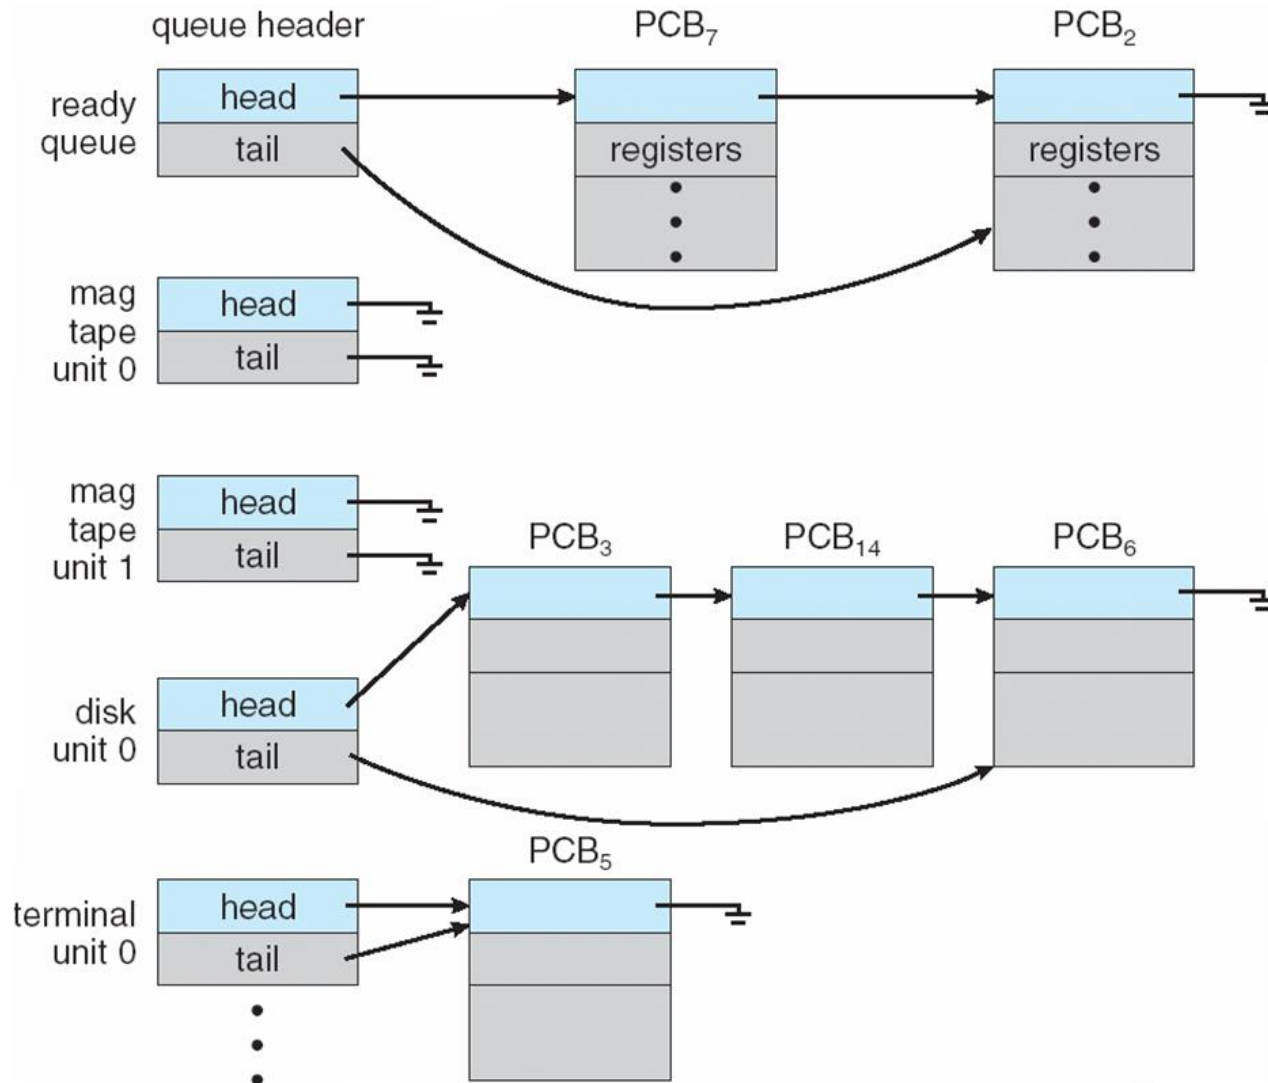 queue header
PCB₇
PCB₂
ready
queue
head
tail
registers
registers
mag
tape
unit 0
head
tail
mag
tape
unit 1
head
tail
PCB₃
PCB₁₄
PCB₆
disk
unit 0
head
tail
PCB₅
terminal
unit 0
head
tail